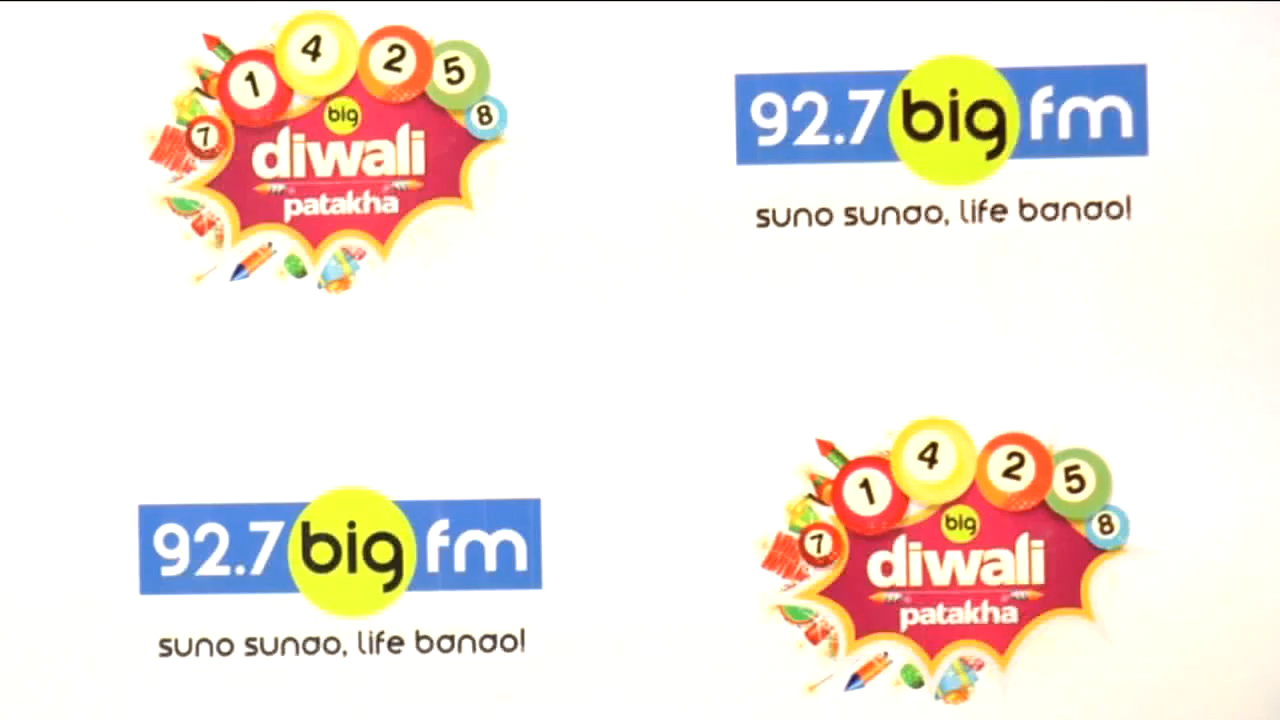 1 4 2 5
7 8
big
diwali
patakha
92.7 big fm
suno sunao, life banao!
92.7 big fm
suno sunao, life banao!
1 4 2 5
7 8
big
diwali
patakha